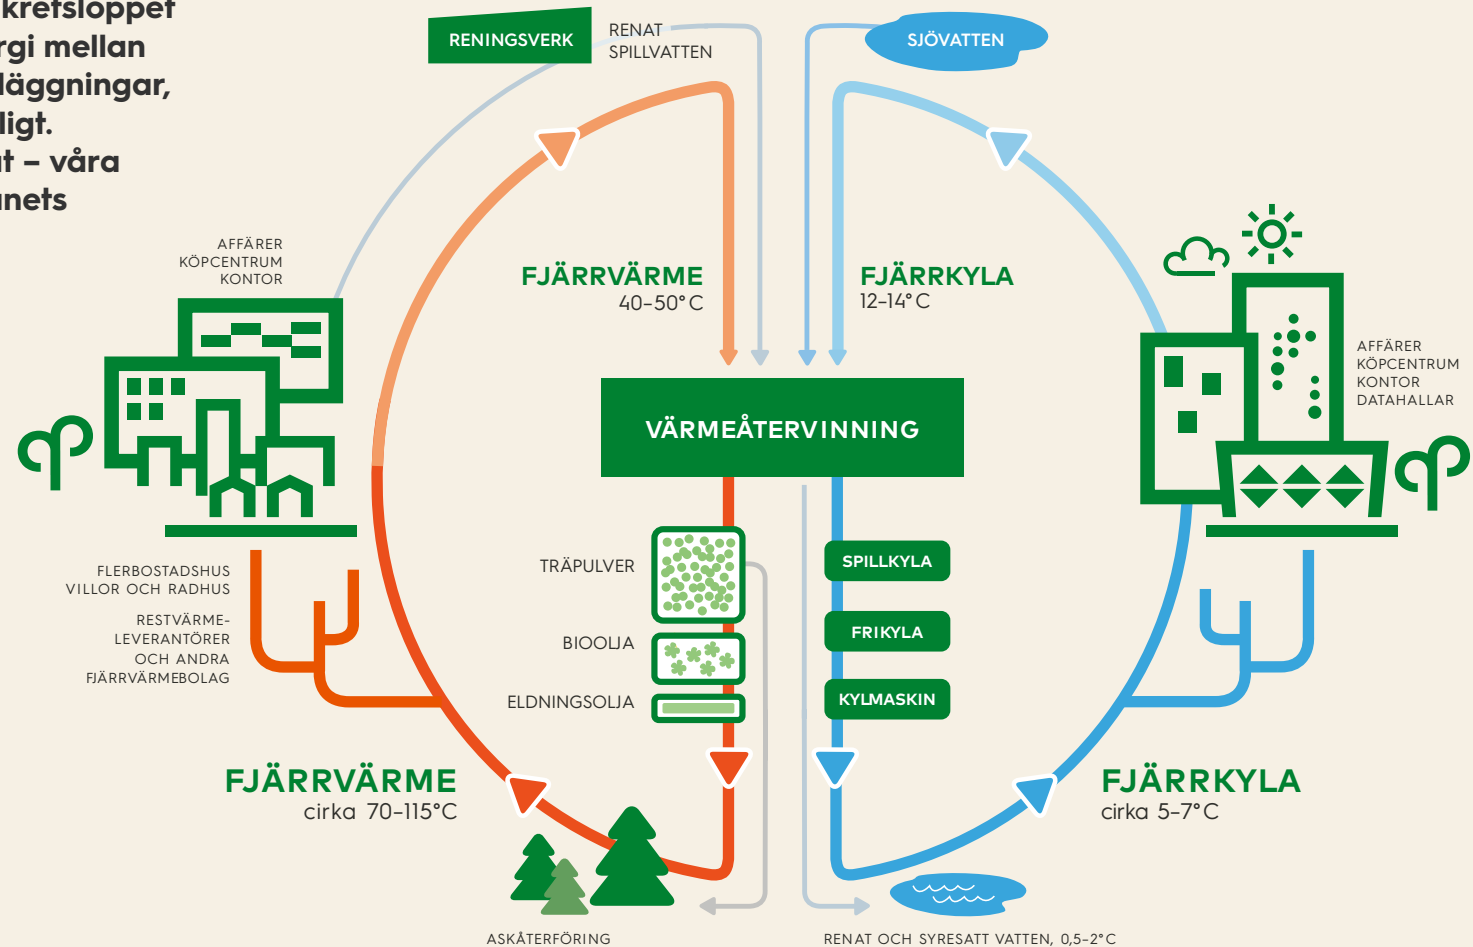 kretsloppet
rgi mellan
läggningar,
ligt.
– våra
nets
RENINGSVERK
RENAT
SPILLVATTEN
SJÖVATTEN
AFFÄRER
KÖPCENTRUM
KONTOR
FJÄRRVÄRME
40–50°C
FJÄRRKYLA
12–14°C
AFFÄRER
KÖPCENTRUM
KONTOR
DATAHALLAR
VÄRMEÅTERVINNING
FLERBOSTADSHUS
VILLOR OCH RADHUS
RESTVÄRME-
LEVERANTÖRER
OCH ANDRA
FJÄRRVÄRMEBOLAG
TRÄPULVER
BIOOLJA
ELDNINGSOLJA
SPILLKYLA
FRIKYLA
KYLMASKIN
FJÄRRVÄRME
cirka 70–115°C
FJÄRRKYLA
cirka 5–7°C
ASKÅTERFÖRING
RENAT OCH SYRESATT VATTEN, 0,5–2°C